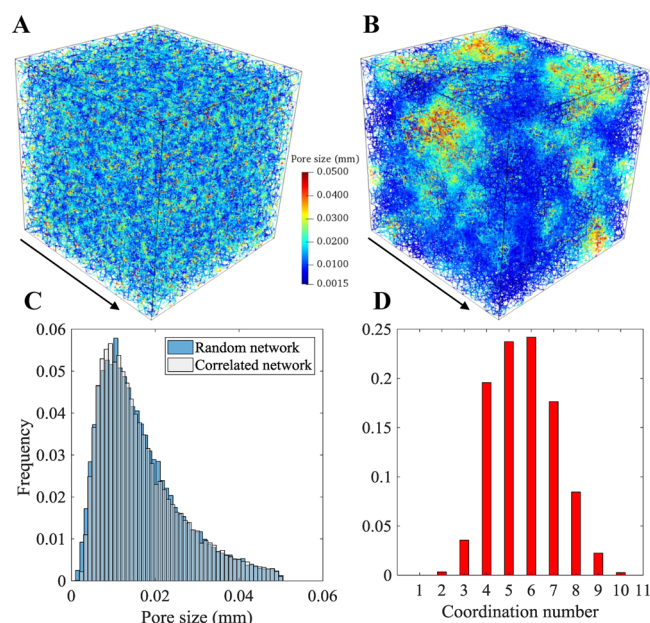 A
B
Pore size (mm)
0.0500
0.0400
0.0300
0.0200
0.0100
0.0015
C
0.06
0.05
0.04
0.03
0.02
0.01
0
Frequency
Random network
Correlated network
0 0.02 0.04 0.06
Pore size (mm)
D
0.25
0.2
0.15
0.1
0.05
0
1 2 3 4 5 6 7 8 9 10 11
Coordination number